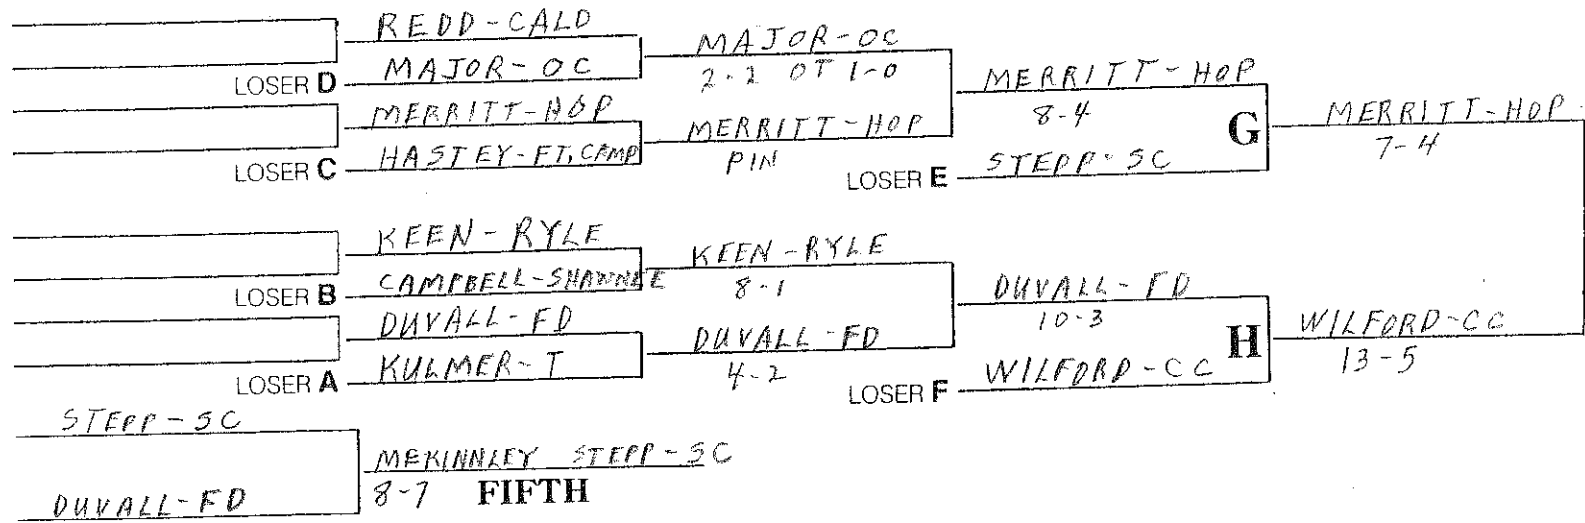 REDD-CALD
LOSER D MAJOR-OC
MAJOR-OC
2-2 OT 1-0
MERRITT-HOP
LOSER C HASTEY-FT. CAMP
MERRITT-HOP
PIN
MERRITT-HOP
8-4
LOSER E STEPP-SC
G
MERRITT-HOP
7-4
KEEN-RYLE
LOSER B CAMPBELL-SHAWNEE
KEEN-RYLE
8-1
DUVALL-FD
LOSER A KULMER-T
DUVALL-FD
4-2
DUVALL-FD
10-3
LOSER F WILFORD-CC
H
WILFORD-CC
13-5
STEPP-SC
DUVALL-FD
MEKINNLEY STEPP-SC
8-7 FIFTH